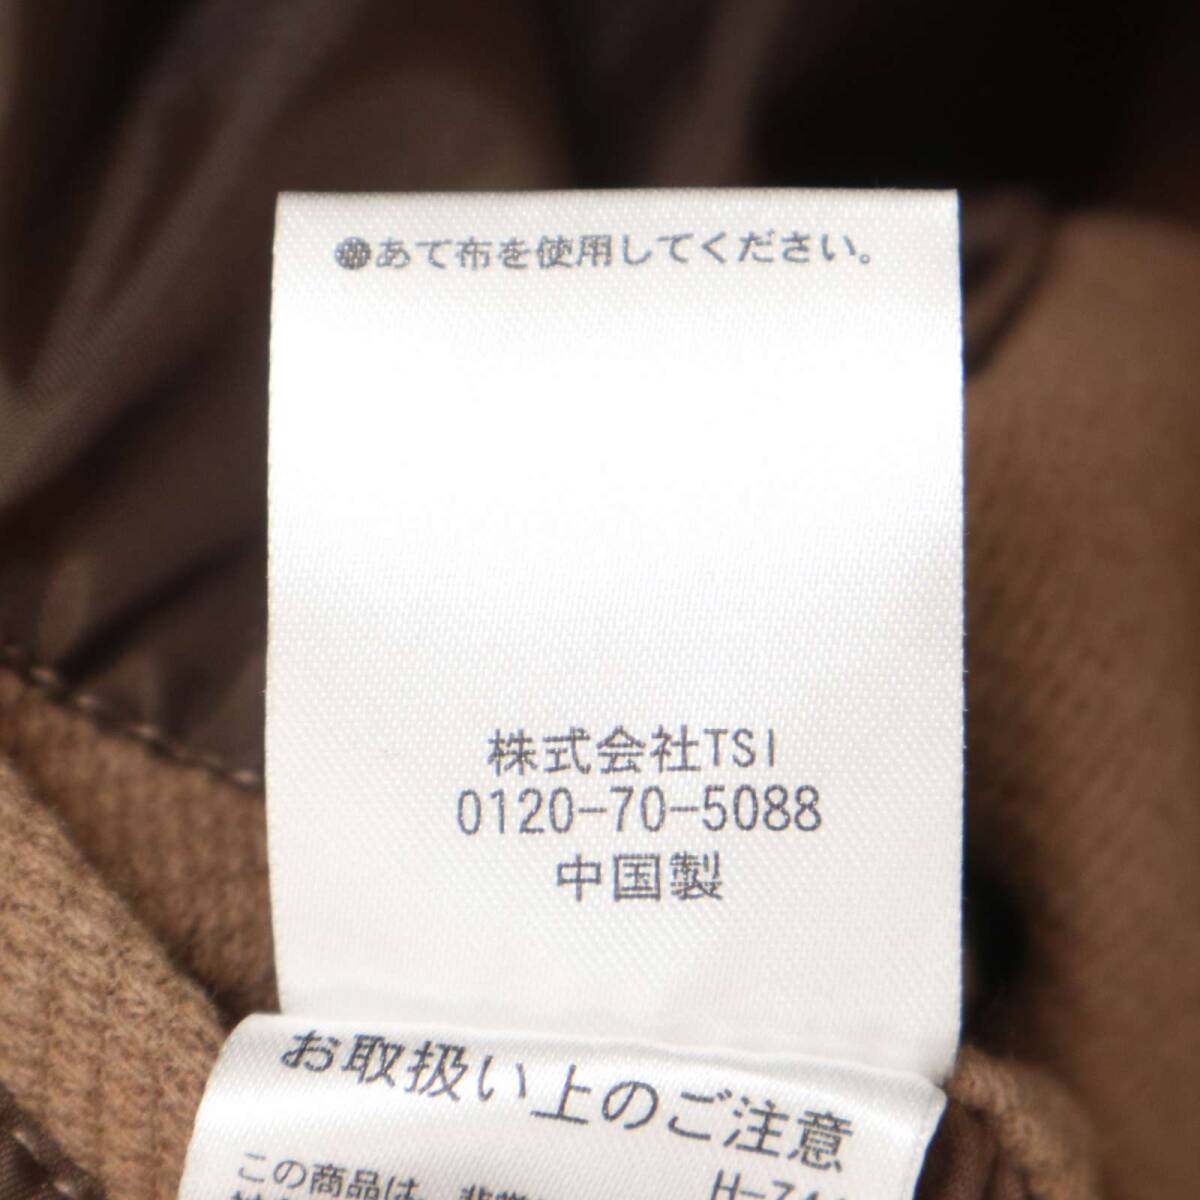 ●あて布を使用してください。
株式会社TSI
0120-70-5088
中国製
お取扱い上のご注意
この商品は、非常